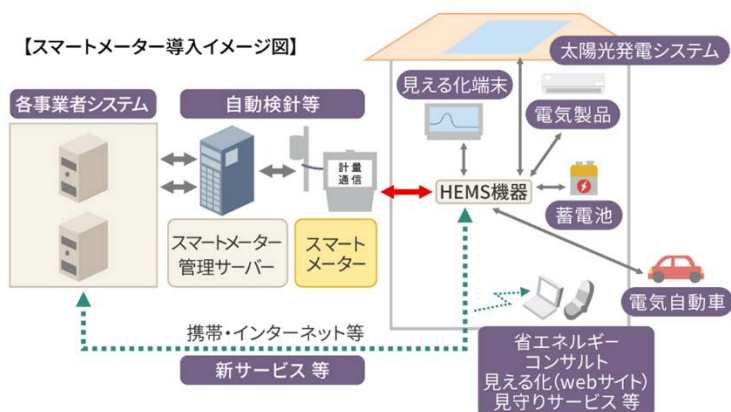 【スマートメーター導入イメージ図】
太陽光発電システム
各事業者システム
自動検針等
見える化端末
電気製品
計量
通信
HEMS機器
蓄電池
スマートメーター
管理サーバー
スマート
メーター
電気自動車
携帯・インターネット等
新サービス 等
省エネルギー
コンサルト
見える化(webサイト)
見守りサービス 等